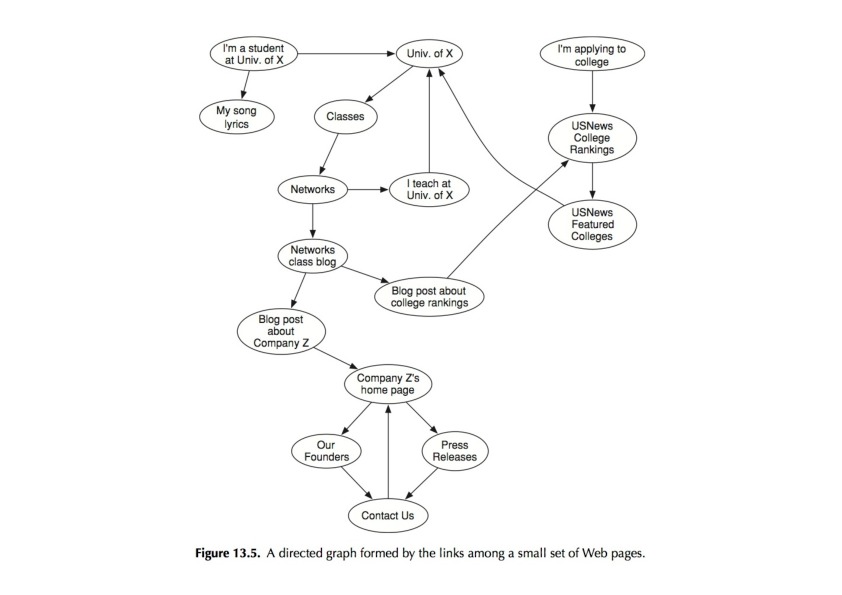 I'm a student
at Univ. of X
Univ. of X
I'm applying to
college
My song
lyrics
Classes
USNews
College
Rankings
Networks
I teach at
Univ. of X
USNews
Featured
Colleges
Networks
class blog
Blog post about
college rankings
Blog post
about
Company Z
Company Z's
home page
Our
Founders
Press
Releases
Contact Us
Figure 13.5. A directed graph formed by the links among a small set of Web pages.